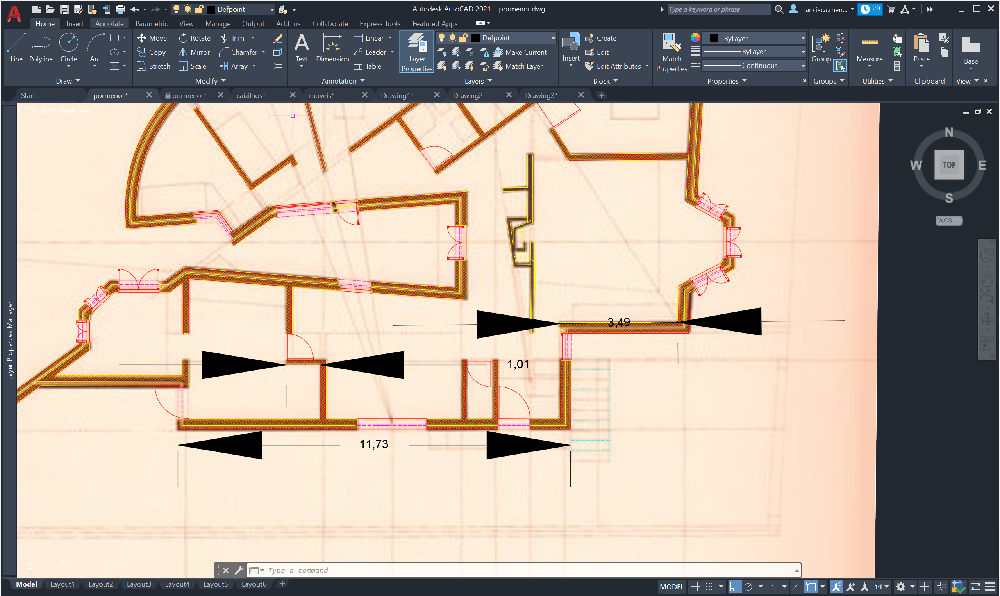 Defpoint
Autodesk AutoCAD 2021 pormenor.dwg
Type a keyword or phrase
francisca.men...
29
Home Insert Annotate Parametric View Manage Output Add-ins Collaborate Express Tools Featured Apps
Line Polyline Circle Arc
Draw
Move Rotate Trim
Copy Mirror Chamfer
Stretch Scale Array
Modify
Text Dimension
Linear
Leader
Table
Annotation
Layer
Properties
Defpoint
Make Current
Match Layer
Layers
Insert
Create
Edit
Edit Attributes
Block
Match
Properties
ByLayer
ByLayer
Continuous
Properties
Group
Groups
Measure
Utilities
Paste
Clipboard
Base
View
Start pormenor* pormenor* caixilhos* moveis* Drawing1* Drawing2 Drawing3*
[−][Top][2D Wireframe]
N
W TOP E
S
WCS
Layer Properties Manager
3,49
1,01
11,73
Y
X
Type a command
Model Layout1 Layout2 Layout3 Layout4 Layout5 Layout6
MODEL 1:1